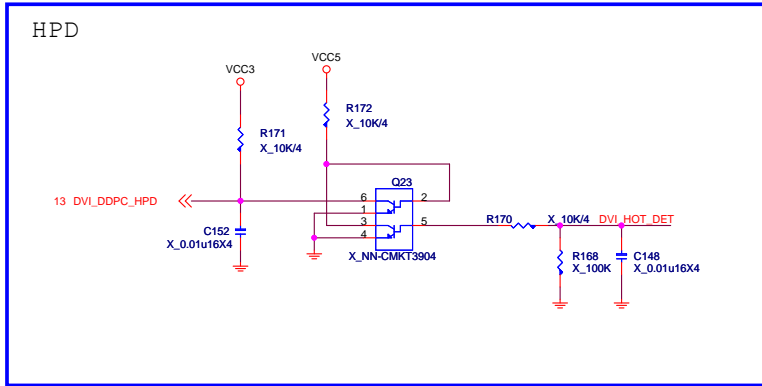 HPD
VCC3
VCC5
R171
X_10K/4
R172
X_10K/4
Q23
13 DVI_DDPC_HPD
6
1
3
4
2
5
C152
X_0.01u16X4
X_NN-CMKT3904
R170
X_10K/4
DVI_HOT_DET
R168
X_100K
C148
X_0.01u16X4